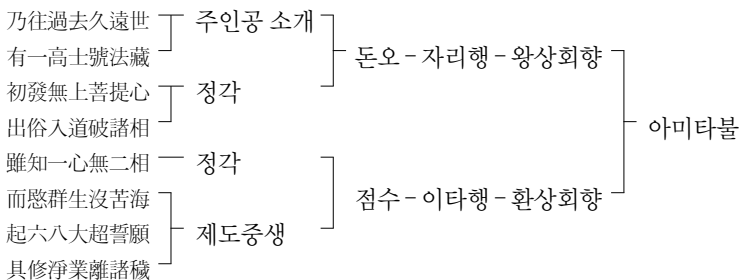 乃往過去久遠世
有一高士號法藏
初發無上菩提心
出俗入道破諸相
雖知一心無二相
而愍群生沒苦海
起六八大超誓願
具修淨業離諸穢
주인공 소개
정각
정각
제도중생
돈오 – 자리행 – 왕상회향
점수 – 이타행 – 환상회향
아미타불